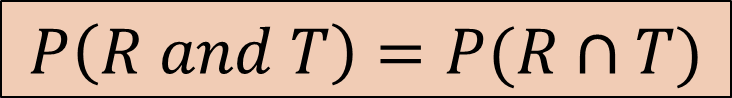 P(R and T) = P(R ∩ T)